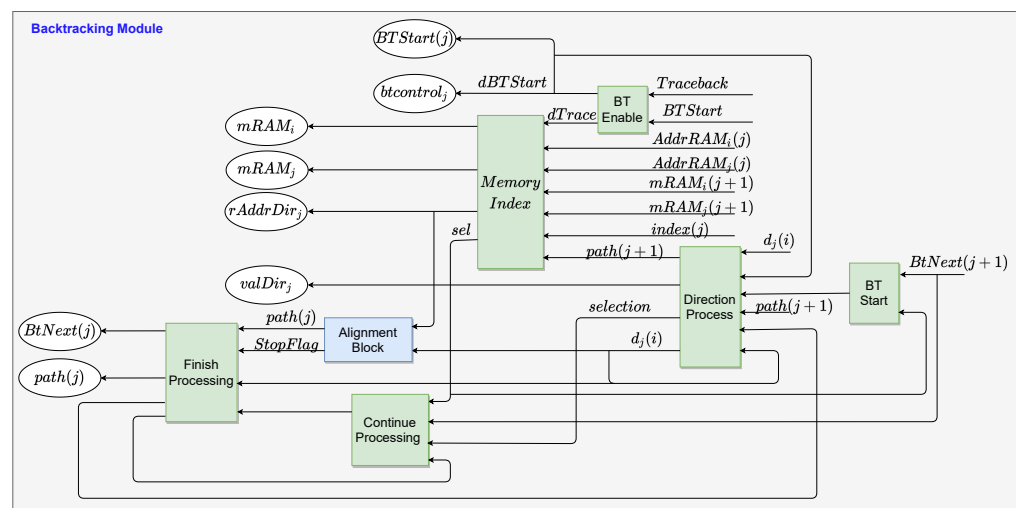 Backtracking Module
BTStart(j)
btcontrol_j
dBTStart
BT
Enable
Traceback
BTStart
dTrace
mRAM_i
mRAM_j
rAddrDir_j
Memory
Index
AddrRAM_i(j)
AddrRAM_j(j)
mRAM_i(j+1)
mRAM_j(j+1)
index(j)
sel
path(j+1)
d_j(i)
BtNext(j+1)
valDir_j
Direction
Process
BT
Start
path(j+1)
selection
BtNext(j)
path(j)
StopFlag
Alignment
Block
d_j(i)
Finish
Processing
path(j)
Continue
Processing